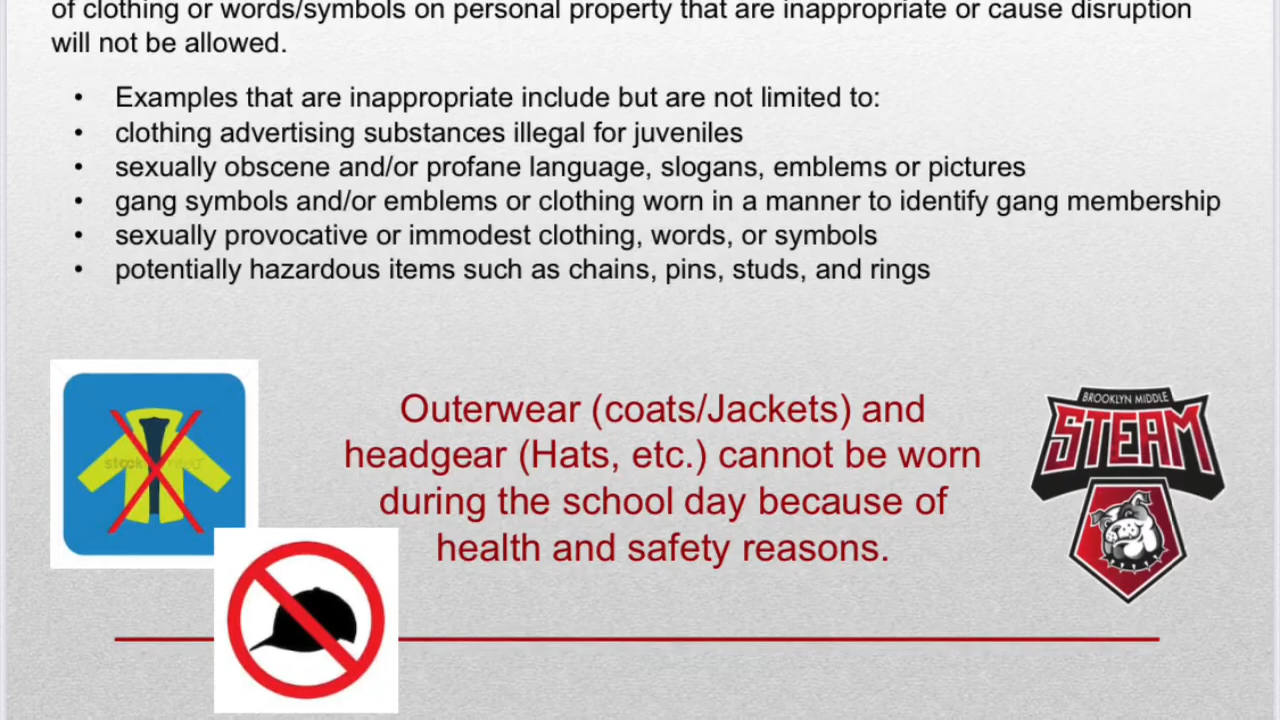 of clothing or words/symbols on personal property that are inappropriate or cause disruption
will not be allowed.
• Examples that are inappropriate include but are not limited to:
• clothing advertising substances illegal for juveniles
• sexually obscene and/or profane language, slogans, emblems or pictures
• gang symbols and/or emblems or clothing worn in a manner to identify gang membership
• sexually provocative or immodest clothing, words, or symbols
• potentially hazardous items such as chains, pins, studs, and rings
Outerwear (coats/Jackets) and
headgear (Hats, etc.) cannot be worn
during the school day because of
health and safety reasons.
BROOKLYN MIDDLE
STEAM